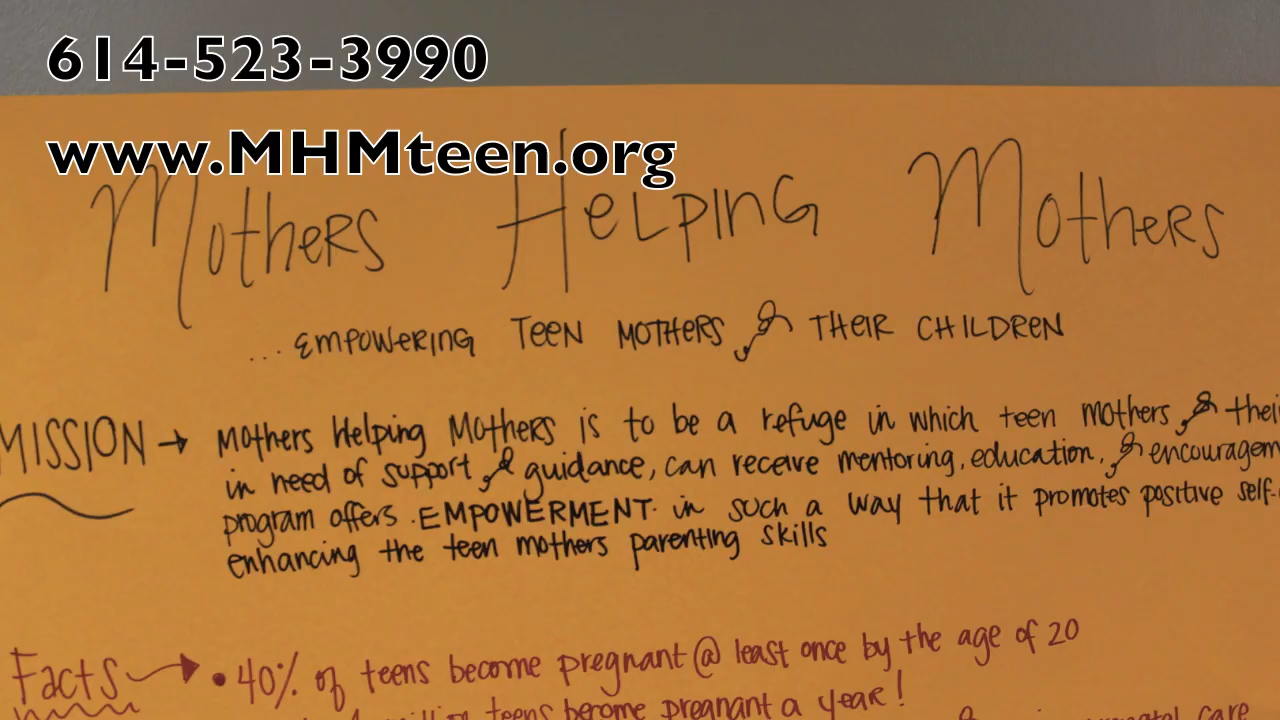 614-523-3990
www.MHMteen.org
Mothers Helping Mothers
...EMPOWERING TEEN MOTHERS & THEIR CHILDREN
MISSION → Mothers Helping Mothers is to be a refuge in which teen mothers & thei
in need of support & guidance, can receive mentoring, education, & encouragem
program offers .EMPOWERMENT. in such a way that it promotes positive self-
enhancing the teen mothers parenting skills
Facts → • 40% of teens become pregnant @ least once by the age of 20
teens become pregnant a year!
care